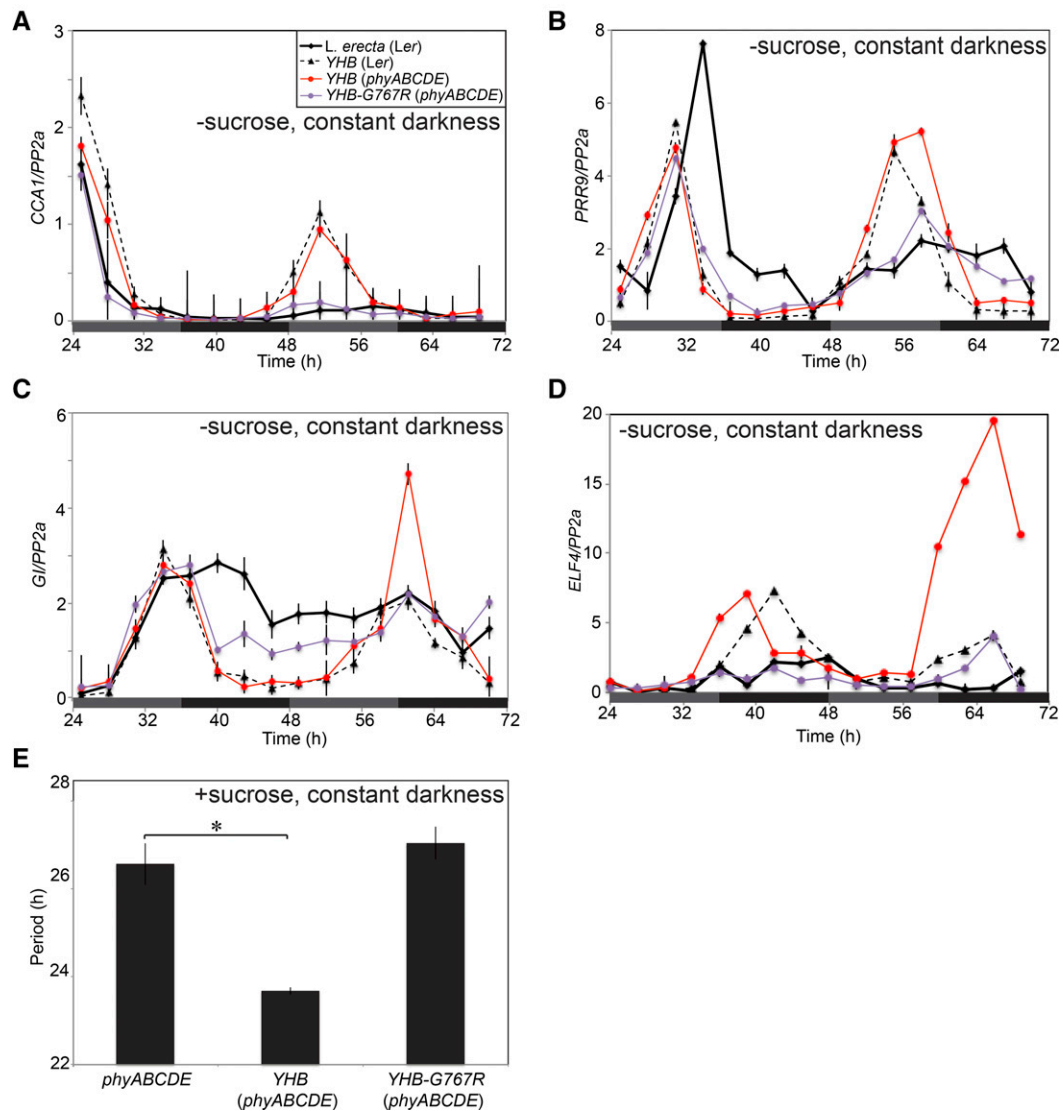 A
3
2
1
0
CCA1/PP2a
L. erecta (Ler)
YHB (Ler)
YHB (phyABCDE)
YHB-G767R (phyABCDE)
-sucrose, constant darkness
24 32 40 48 56 64 72
Time (h)
B
8
6
4
2
0
PRR9/PP2a
-sucrose, constant darkness
24 32 40 48 56 64 72
Time (h)
C
6
4
2
0
GI/PP2a
-sucrose, constant darkness
24 32 40 48 56 64 72
Time (h)
D
20
15
10
5
0
ELF4/PP2a
-sucrose, constant darkness
24 32 40 48 56 64 72
Time (h)
E
28
26
24
22
Period (h)
+sucrose, constant darkness
*
phyABCDE
YHB
(phyABCDE)
YHB-G767R
(phyABCDE)